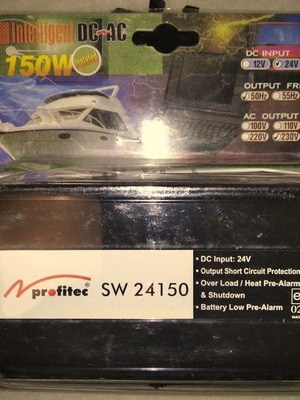 Intelligent DC-AC
150W
DC INPUT
12V 24V
OUTPUT FR
50Hz 55Hz
AC OUTPUT
100V 110V
220V 230V
profitec SW 24150
• DC Input: 24V
• Output Short Circuit Protection
• Over Load / Heat Pre-Alarm
& Shutdown
• Battery Low Pre-Alarm
e
02
MAD